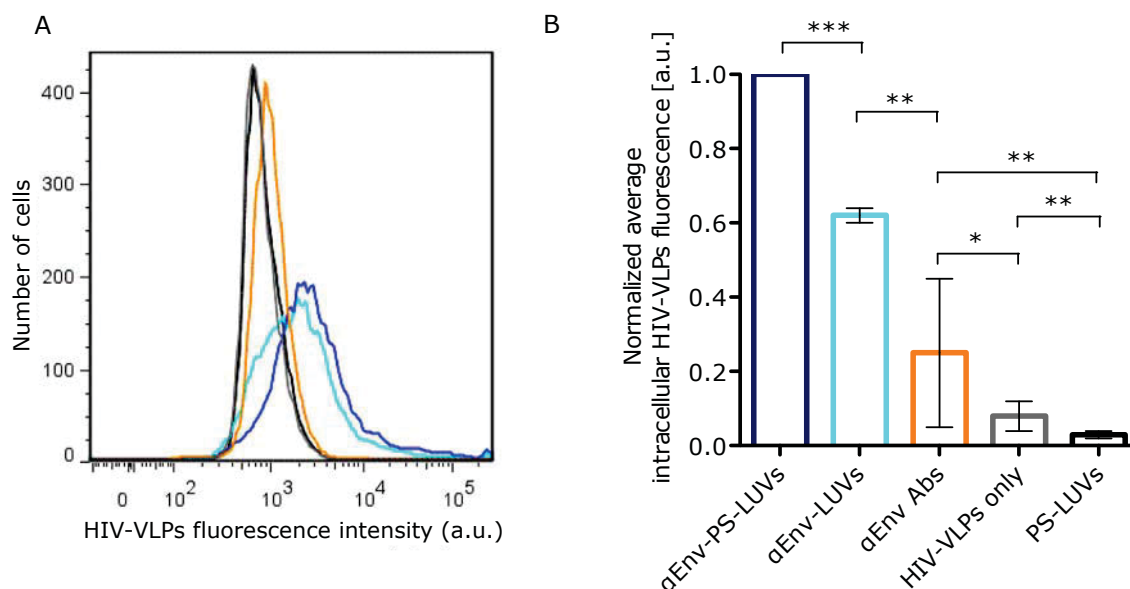 A
Number of cells
400
300
200
100
0
0 10² 10³ 10⁴ 10⁵
HIV-VLPs fluorescence intensity (a.u.)
B
Normalized average
intracellular HIV-VLPs fluorescence [a.u.]
1.0
0.8
0.6
0.4
0.2
0.0
***
**
**
**
*
αEnv-PS-LUVs
αEnv-LUVs
αEnv Abs
HIV-VLPs only
PS-LUVs